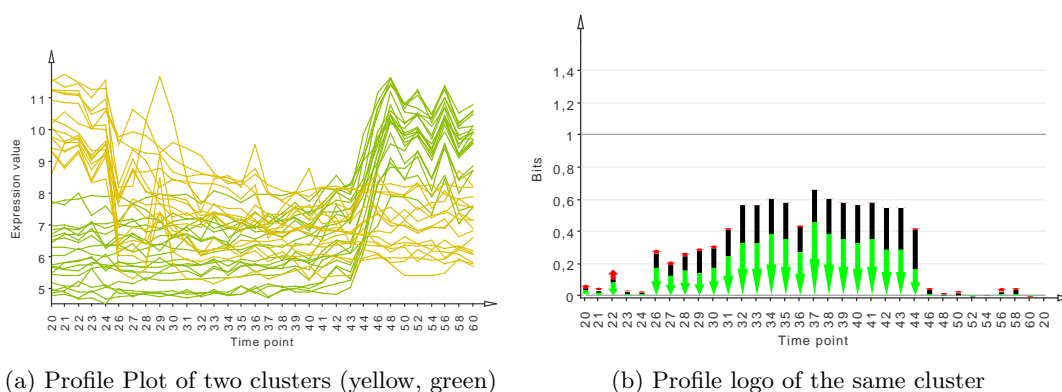 Expression value
11
10
9
8
7
6
5
20 21 22 23 24 26 27 28 29 30 31 32 33 34 35 36 37 38 39 40 40 41 42 43 44 46 48 50 52 54 56 58 60
Time point
(a) Profile Plot of two clusters (yellow, green)
Bits
1,4
1,2
1
0,8
0,6
0,4
0,2
0
20 21 22 23 24 26 27 28 29 30 31 32 33 34 35 36 37 38 39 40 41 42 43 44 46 48 50 52 54 56 58 60 20
Time point
(b) Profile logo of the same cluster